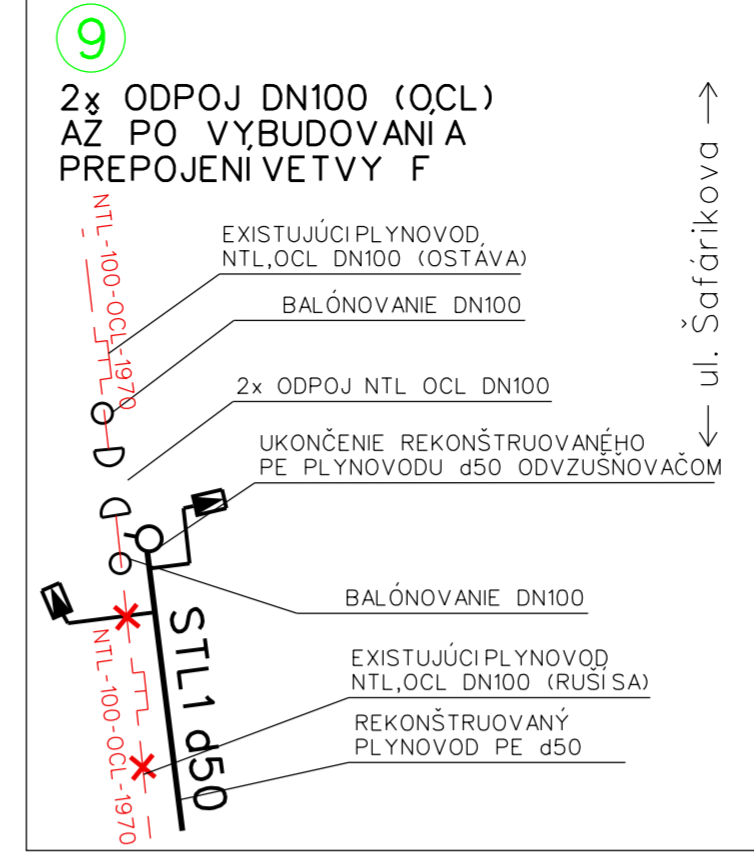 9
2x ODPOJ DN100 (OCL)
AŽ PO VYBUDOVANÍ A
PREPOJENÍ VETVY F
ul. Šafárikova
NTL-100-OCL-1970
EXISTUJÚCI PLYNOVOD
NTL,OCL DN100 (OSTÁVA)
BALÓNOVANIE DN100
2x ODPOJ NTL OCL DN100
UKONČENIE REKONŠTRUOVANÉHO
PE PLYNOVODU d50 ODVZUŠŇOVAČOM
BALÓNOVANIE DN100
STL1 d50
NTL-100-OCL-1970
EXISTUJÚCI PLYNOVOD
NTL,OCL DN100 (RUŠÍ SA)
REKONŠTRUOVANÝ
PLYNOVOD PE d50